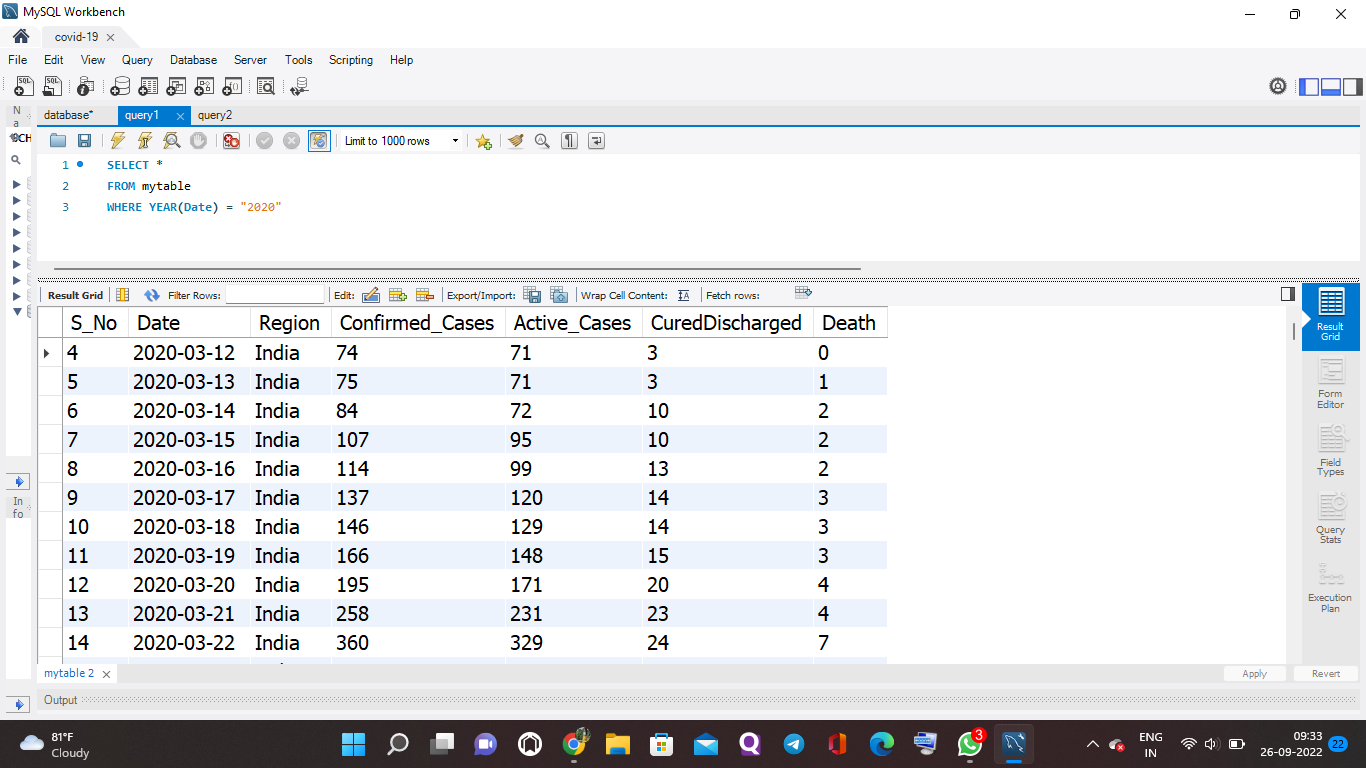 MySQL Workbench
covid-19
File Edit View Query Database Server Tools Scripting Help
database* query1 query2
Na
SCH
Limit to 1000 rows
1 SELECT *
2 FROM mytable
3 WHERE YEAR(Date) = "2020"
Result Grid Filter Rows: Edit: Export/Import: Wrap Cell Content: Fetch rows:
S_No Date Region Confirmed_Cases Active_Cases CuredDischarged Death
4 2020-03-12 India 74 71 3 0
5 2020-03-13 India 75 71 3 1
6 2020-03-14 India 84 72 10 2
7 2020-03-15 India 107 95 10 2
8 2020-03-16 India 114 99 13 2
9 2020-03-17 India 137 120 14 3
10 2020-03-18 India 146 129 14 3
11 2020-03-19 India 166 148 15 3
12 2020-03-20 India 195 171 20 4
13 2020-03-21 India 258 231 23 4
14 2020-03-22 India 360 329 24 7
Result
Grid
Form
Editor
Field
Types
Query
Stats
Execution
Plan
In
fo
mytable 2 Apply Revert
Output
81°F
Cloudy
3
ENG
IN
09:33
26-09-2022
22